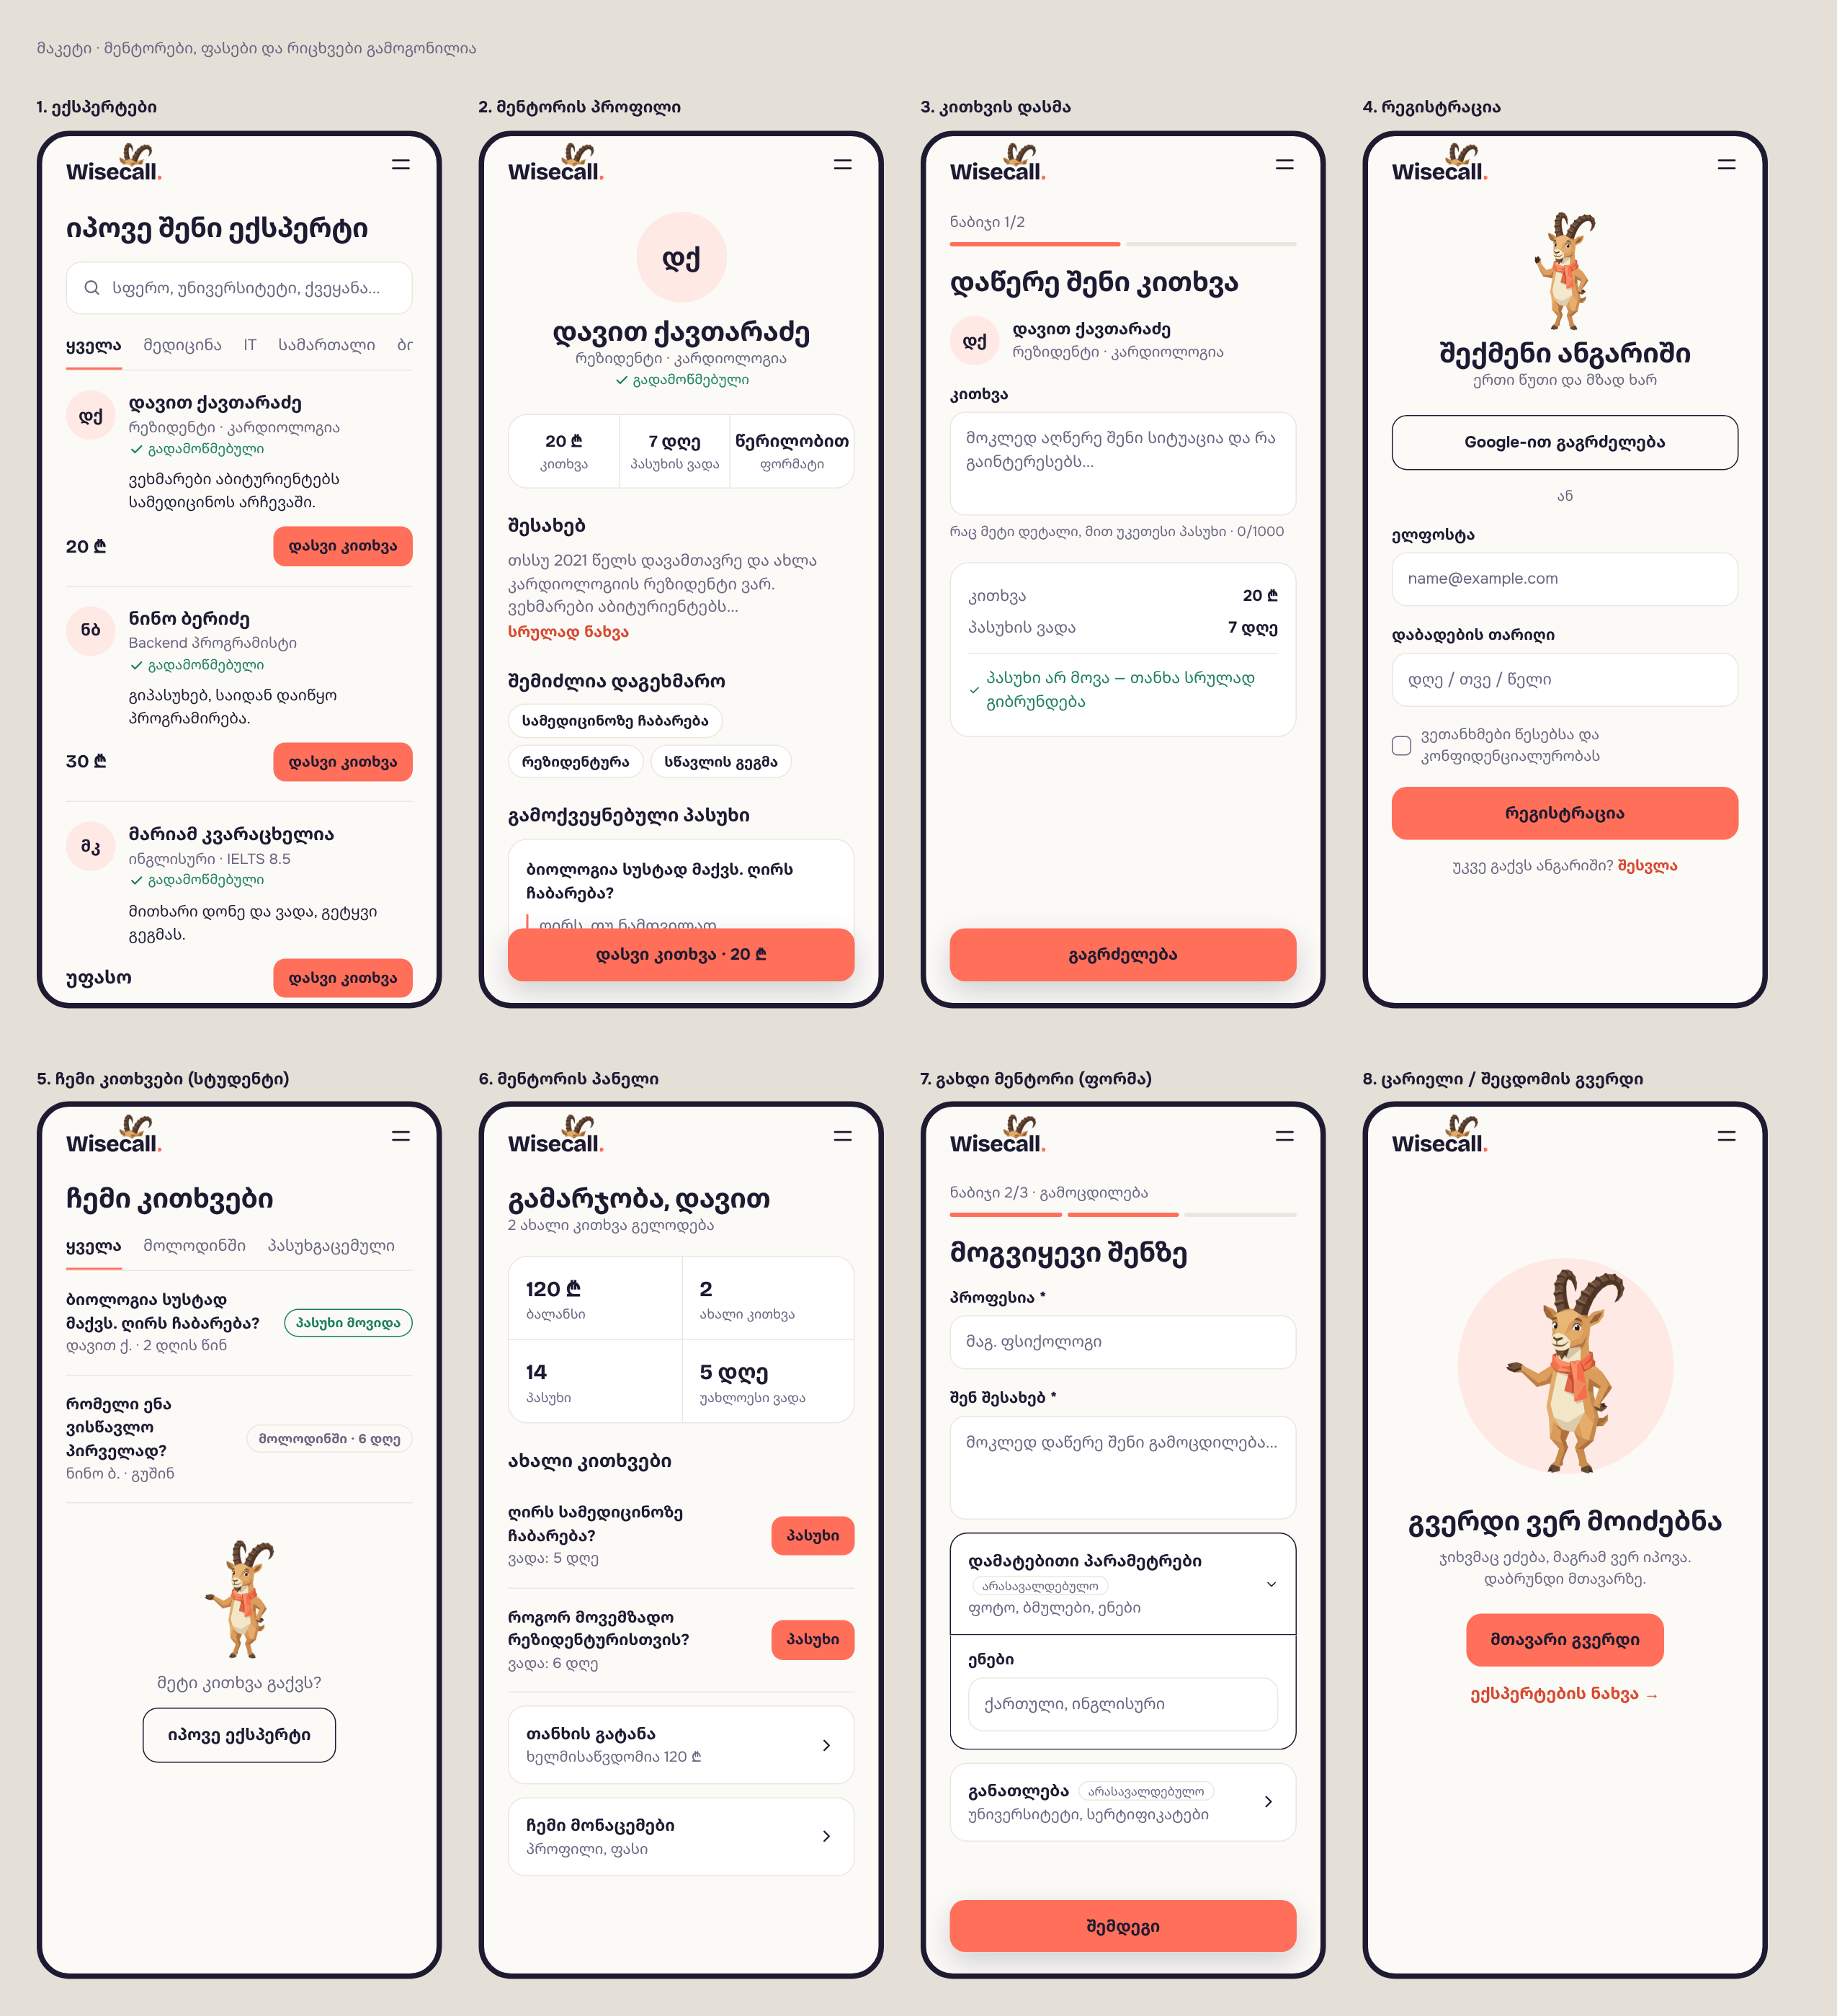 მაკეტი · მენტორები, ფასები და რიცხვები გამოგონილია
1. ექსპერტები
Wisecall.
იპოვე შენი ექსპერტი
სფერო, უნივერსიტეტი, ქვეყანა...
ყველა მედიცინა IT სამართალი
დქ
დავით ქავთარაძე
რეზიდენტი · კარდიოლოგია
✓ გადამოწმებული
ვეხმარები აბიტურიენტებს
სამედიცინოს არჩევაში.
20 ₾
დასვი კითხვა
ნბ
ნინო ბერიძე
Backend პროგრამისტი
✓ გადამოწმებული
გიპასუხებ, საიდან დაიწყო
პროგრამირება.
30 ₾
დასვი კითხვა
მკ
მარიამ კვარაცხელია
ინგლისური · IELTS 8.5
✓ გადამოწმებული
მითხარი დონე და ვადა, გეტყვი
გეგმას.
უფასო
დასვი კითხვა
2. მენტორის პროფილი
Wisecall.
დქ
დავით ქავთარაძე
რეზიდენტი · კარდიოლოგია
✓ გადამოწმებული
20 ₾ 7 დღე წერილობით
კითხვა პასუხის ვადა ფორმატი
შესახებ
თსსუ 2021 წელს დავამთავრე და ახლა
კარდიოლოგიის რეზიდენტი ვარ.
ვეხმარები აბიტურიენტებს...
სრულად ნახვა
შემიძლია დაგეხმარო
სამედიცინოზე ჩაბარება
რეზიდენტურა სწავლის გეგმა
გამოქვეყნებული პასუხი
ბიოლოგია სუსტად მაქვს. ღირს
ჩაბარება?
ღირს, თუ ნამდვილად
დასვი კითხვა · 20 ₾
3. კითხვის დასმა
Wisecall.
ნაბიჯი 1/2
დაწერე შენი კითხვა
დქ
დავით ქავთარაძე
რეზიდენტი · კარდიოლოგია
კითხვა
მოკლედ აღწერე შენი სიტუაცია და რა
გაინტერესებს...
რაც მეტი დეტალი, მით უკეთესი პასუხი · 0/1000
კითხვა 20 ₾
პასუხის ვადა 7 დღე
✓ პასუხი არ მოვა – თანხა სრულად
გიბრუნდება
გაგრძელება
4. რეგისტრაცია
Wisecall.
შექმენი ანგარიში
ერთი წუთი და მზად ხარ
Google-ით გაგრძელება
ან
ელფოსტა
name@example.com
დაბადების თარიღი
დღე / თვე / წელი
ვეთანხმები წესებსა და
კონფიდენციალურობას
რეგისტრაცია
უკვე გაქვს ანგარიში? შესვლა
5. ჩემი კითხვები (სტუდენტი)
Wisecall.
ჩემი კითხვები
ყველა მოლოდინში პასუხგაცემული
ბიოლოგია სუსტად
მაქვს. ღირს ჩაბარება?
დავით ქ. · 2 დღის წინ
პასუხი მოვიდა
რომელი ენა
ვისწავლო
პირველად?
ნინო ბ. · გუშინ
მოლოდინში · 6 დღე
მეტი კითხვა გაქვს?
იპოვე ექსპერტი
6. მენტორის პანელი
Wisecall.
გამარჯობა, დავით
2 ახალი კითხვა გელოდება
120 ₾ 2
ბალანსი ახალი კითხვა
14 5 დღე
პასუხი უახლოესი ვადა
ახალი კითხვები
ღირს სამედიცინოზე
ჩაბარება?
ვადა: 5 დღე
პასუხი
როგორ მოვემზადო
რეზიდენტურისთვის?
ვადა: 6 დღე
პასუხი
თანხის გატანა
ხელმისაწვდომია 120 ₾
ჩემი მონაცემები
პროფილი, ფასი
7. გახდი მენტორი (ფორმა)
Wisecall.
ნაბიჯი 2/3 · გამოცდილება
მოგვიყევი შენზე
პროფესია *
მაგ. ფსიქოლოგი
შენ შესახებ *
მოკლედ დაწერე შენი გამოცდილება...
დამატებითი პარამეტრები
არასავალდებულო
ფოტო, ბმულები, ენები
ენები
ქართული, ინგლისური
განათლება არასავალდებულო
უნივერსიტეტი, სერტიფიკატები
შემდეგი
8. ცარიელი / შეცდომის გვერდი
Wisecall.
გვერდი ვერ მოიძებნა
ჯიხვმაც ეძება, მაგრამ ვერ იპოვა.
დაბრუნდი მთავარზე.
მთავარი გვერდი
ექსპერტების ნახვა →